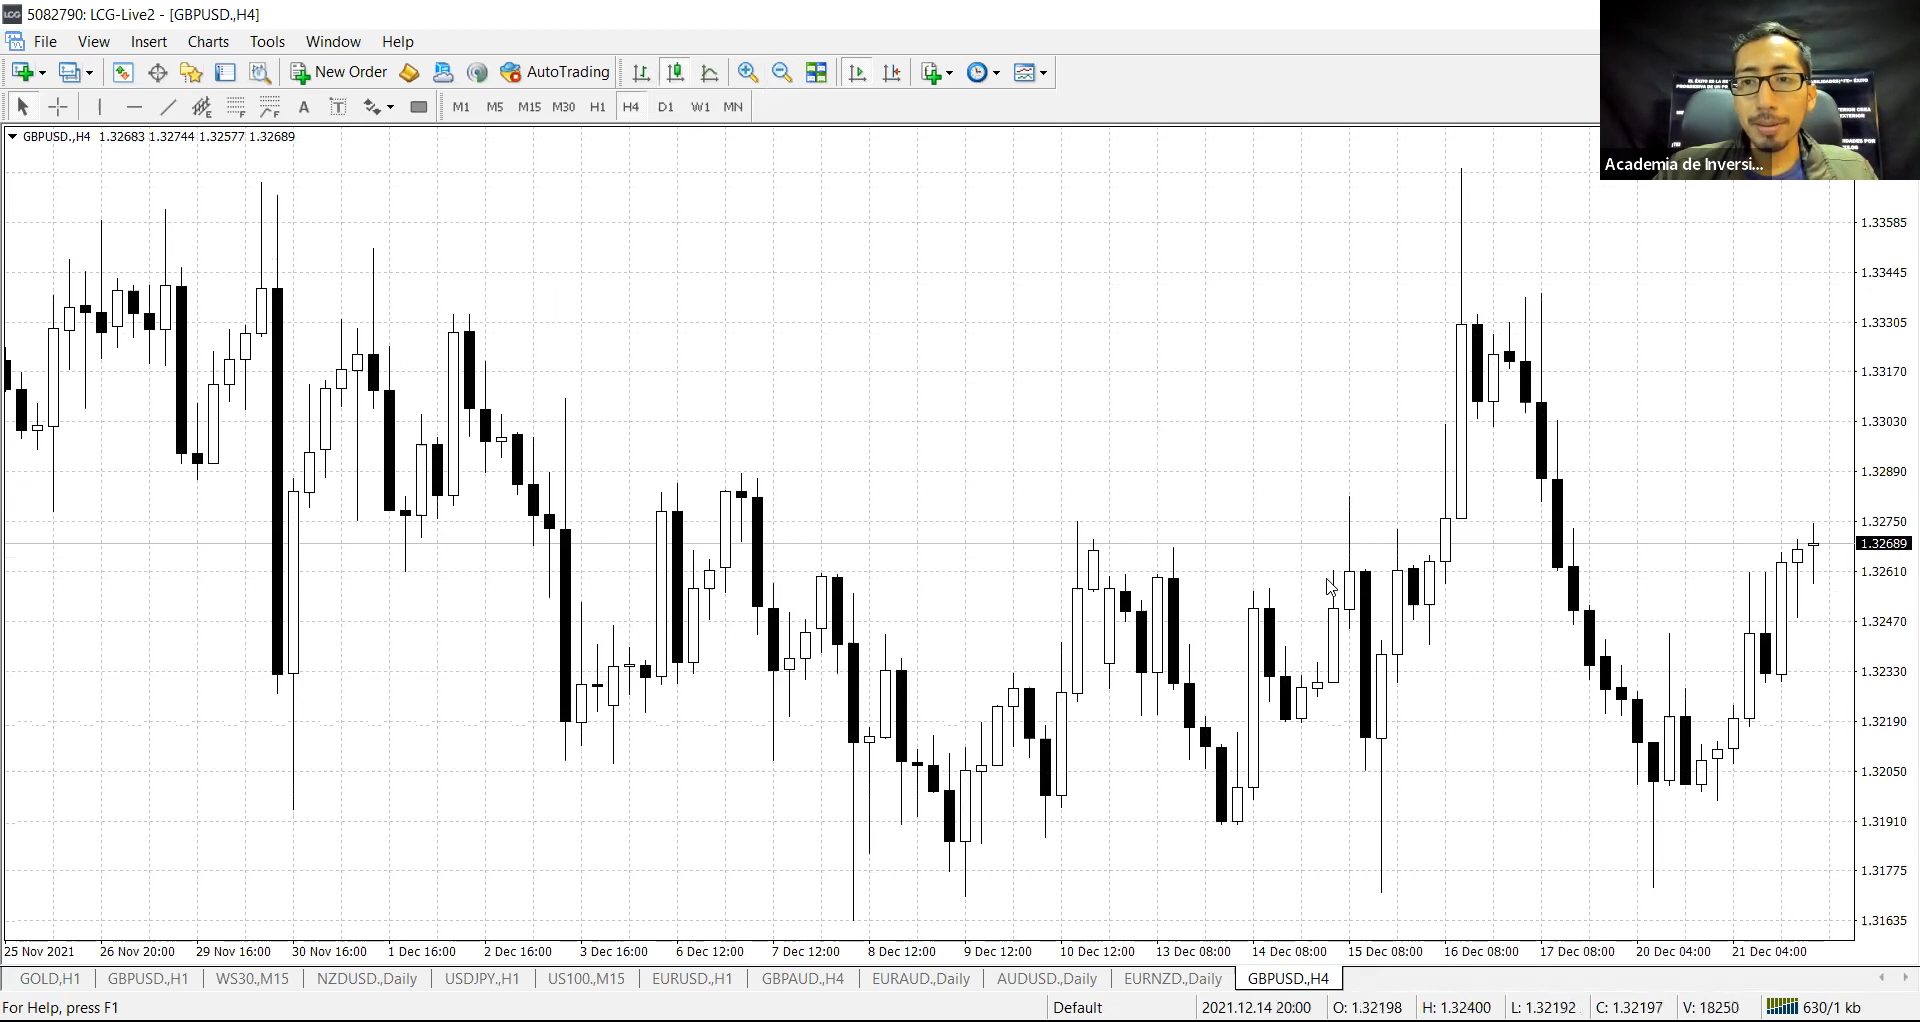 5082790: LCG-Live2 - [GBPUSD.,H4]
File View Insert Charts Tools Window Help
New Order AutoTrading
A T M1 M5 M15 M30 H1 H4 D1 W1 MN
GBPUSD.,H4 1.32683 1.32744 1.32577 1.32689
Academia de Inversi...
1.33585
1.33445
1.33305
1.33170
1.33030
1.32890
1.32750
1.32689
1.32610
1.32470
1.32330
1.32190
1.32050
1.31910
1.31775
1.31635
25 Nov 2021 26 Nov 20:00 29 Nov 16:00 30 Nov 16:00 1 Dec 16:00 2 Dec 16:00 3 Dec 16:00 6 Dec 12:00 7 Dec 12:00 8 Dec 12:00 9 Dec 12:00 10 Dec 12:00 13 Dec 08:00 14 Dec 08:00 15 Dec 08:00 16 Dec 08:00 17 Dec 08:00 20 Dec 04:00 21 Dec 04:00
GOLD,H1 GBPUSD.,H1 WS30.,M15 NZDUSD.,Daily USDJPY.,H1 US100.,M15 EURUSD.,H1 GBPAUD.,H4 EURAUD.,Daily AUDUSD.,Daily EURNZD.,Daily GBPUSD.,H4
For Help, press F1 Default 2021.12.14 20:00 O: 1.32198 H: 1.32400 L: 1.32192 C: 1.32197 V: 18250 630/1 kb